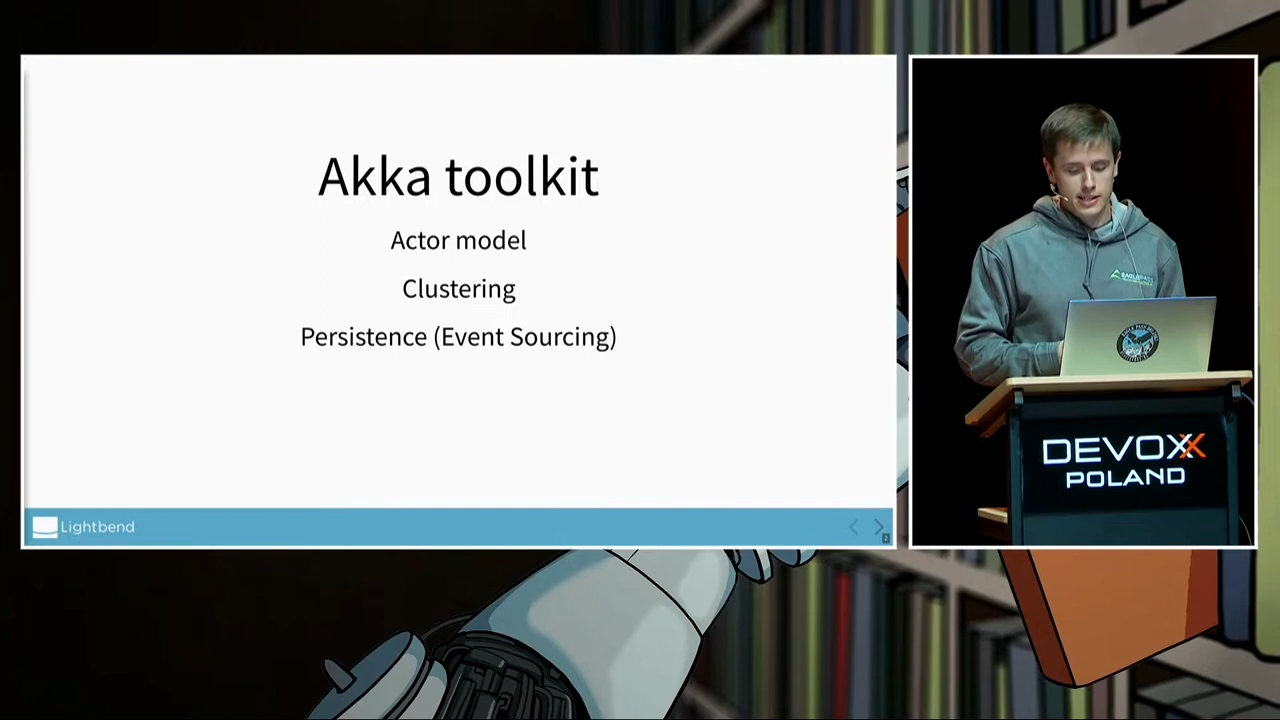 Akka toolkit
Actor model
Clustering
Persistence (Event Sourcing)
Lightbend
DEVOXX
POLAND